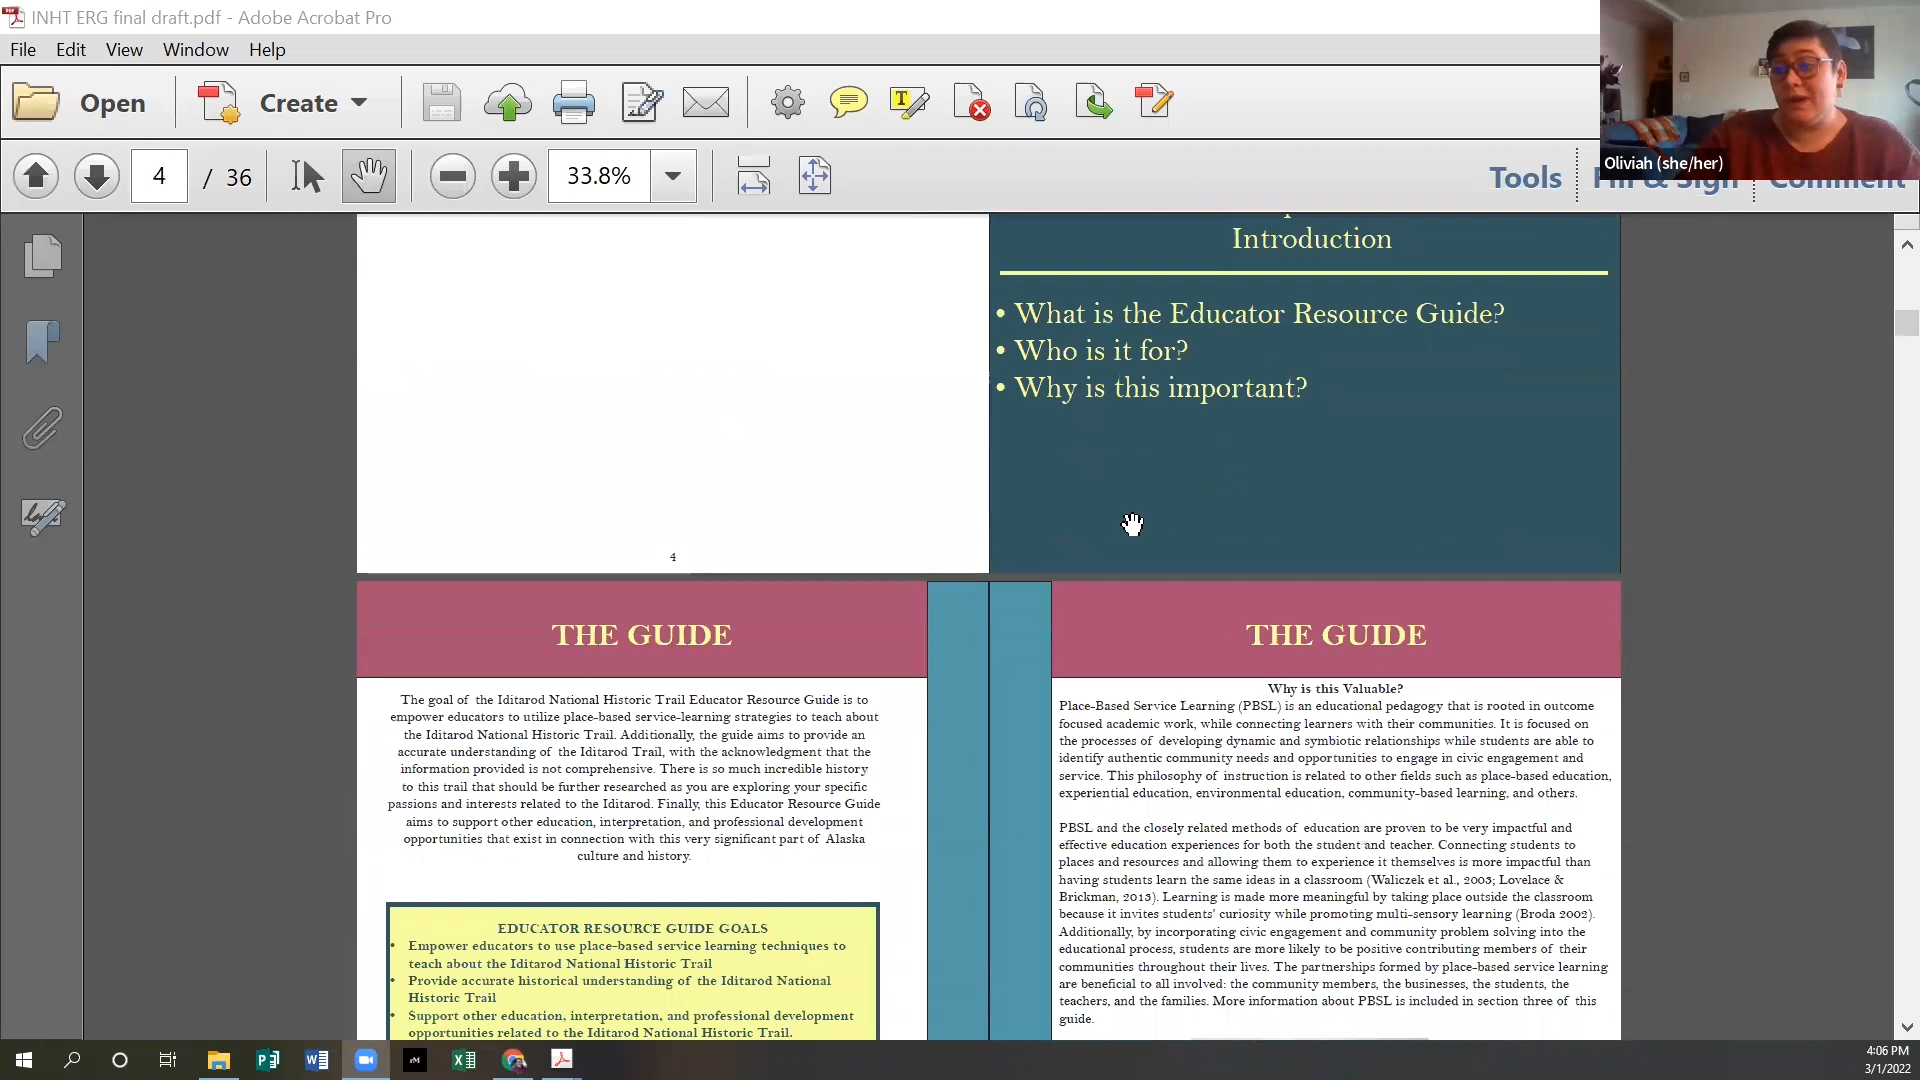 INHT ERG final draft.pdf - Adobe Acrobat Pro
File Edit View Window Help
Open Create
4 / 36 33.8% Tools Fill & Sign Comment
Oliviah (she/her)
Introduction
• What is the Educator Resource Guide?
• Who is it for?
• Why is this important?
4
THE GUIDE
The goal of the Iditarod National Historic Trail Educator Resource Guide is to
empower educators to utilize place-based service-learning strategies to teach about
the Iditarod National Historic Trail. Additionally, the guide aims to provide an
accurate understanding of the Iditarod Trail, with the acknowledgment that the
information provided is not comprehensive. There is so much incredible history
to this trail that should be further researched as you are exploring your specific
passions and interests related to the Iditarod. Finally, this Educator Resource Guide
aims to support other education, interpretation, and professional development
opportunities that exist in connection with this very significant part of Alaska
culture and history.
EDUCATOR RESOURCE GUIDE GOALS
• Empower educators to use place-based service learning techniques to
teach about the Iditarod National Historic Trail
• Provide accurate historical understanding of the Iditarod National
Historic Trail
• Support other education, interpretation, and professional development
opportunities related to the Iditarod National Historic Trail.
THE GUIDE
Why is this Valuable?
Place-Based Service Learning (PBSL) is an educational pedagogy that is rooted in outcome
focused academic work, while connecting learners with their communities. It is focused on
the processes of developing dynamic and symbiotic relationships while students are able to
identify authentic community needs and opportunities to engage in civic engagement and
service. This philosophy of instruction is related to other fields such as place-based education,
experiential education, environmental education, community-based learning, and others.
PBSL and the closely related methods of education are proven to be very impactful and
effective education experiences for both the student and teacher. Connecting students to
places and resources and allowing them to experience it themselves is more impactful than
having students learn the same ideas in a classroom (Waliczek et al., 2003; Lovelace &
Brickman, 2013). Learning is made more meaningful by taking place outside the classroom
because it invites students' curiosity while promoting multi-sensory learning (Broda 2002).
Additionally, by incorporating civic engagement and community problem solving into the
educational process, students are more likely to be positive contributing members of their
communities throughout their lives. The partnerships formed by place-based service learning
are beneficial to all involved: the community members, the businesses, the students, the
teachers, and the families. More information about PBSL is included in section three of this
guide.
4:06 PM
3/1/2022